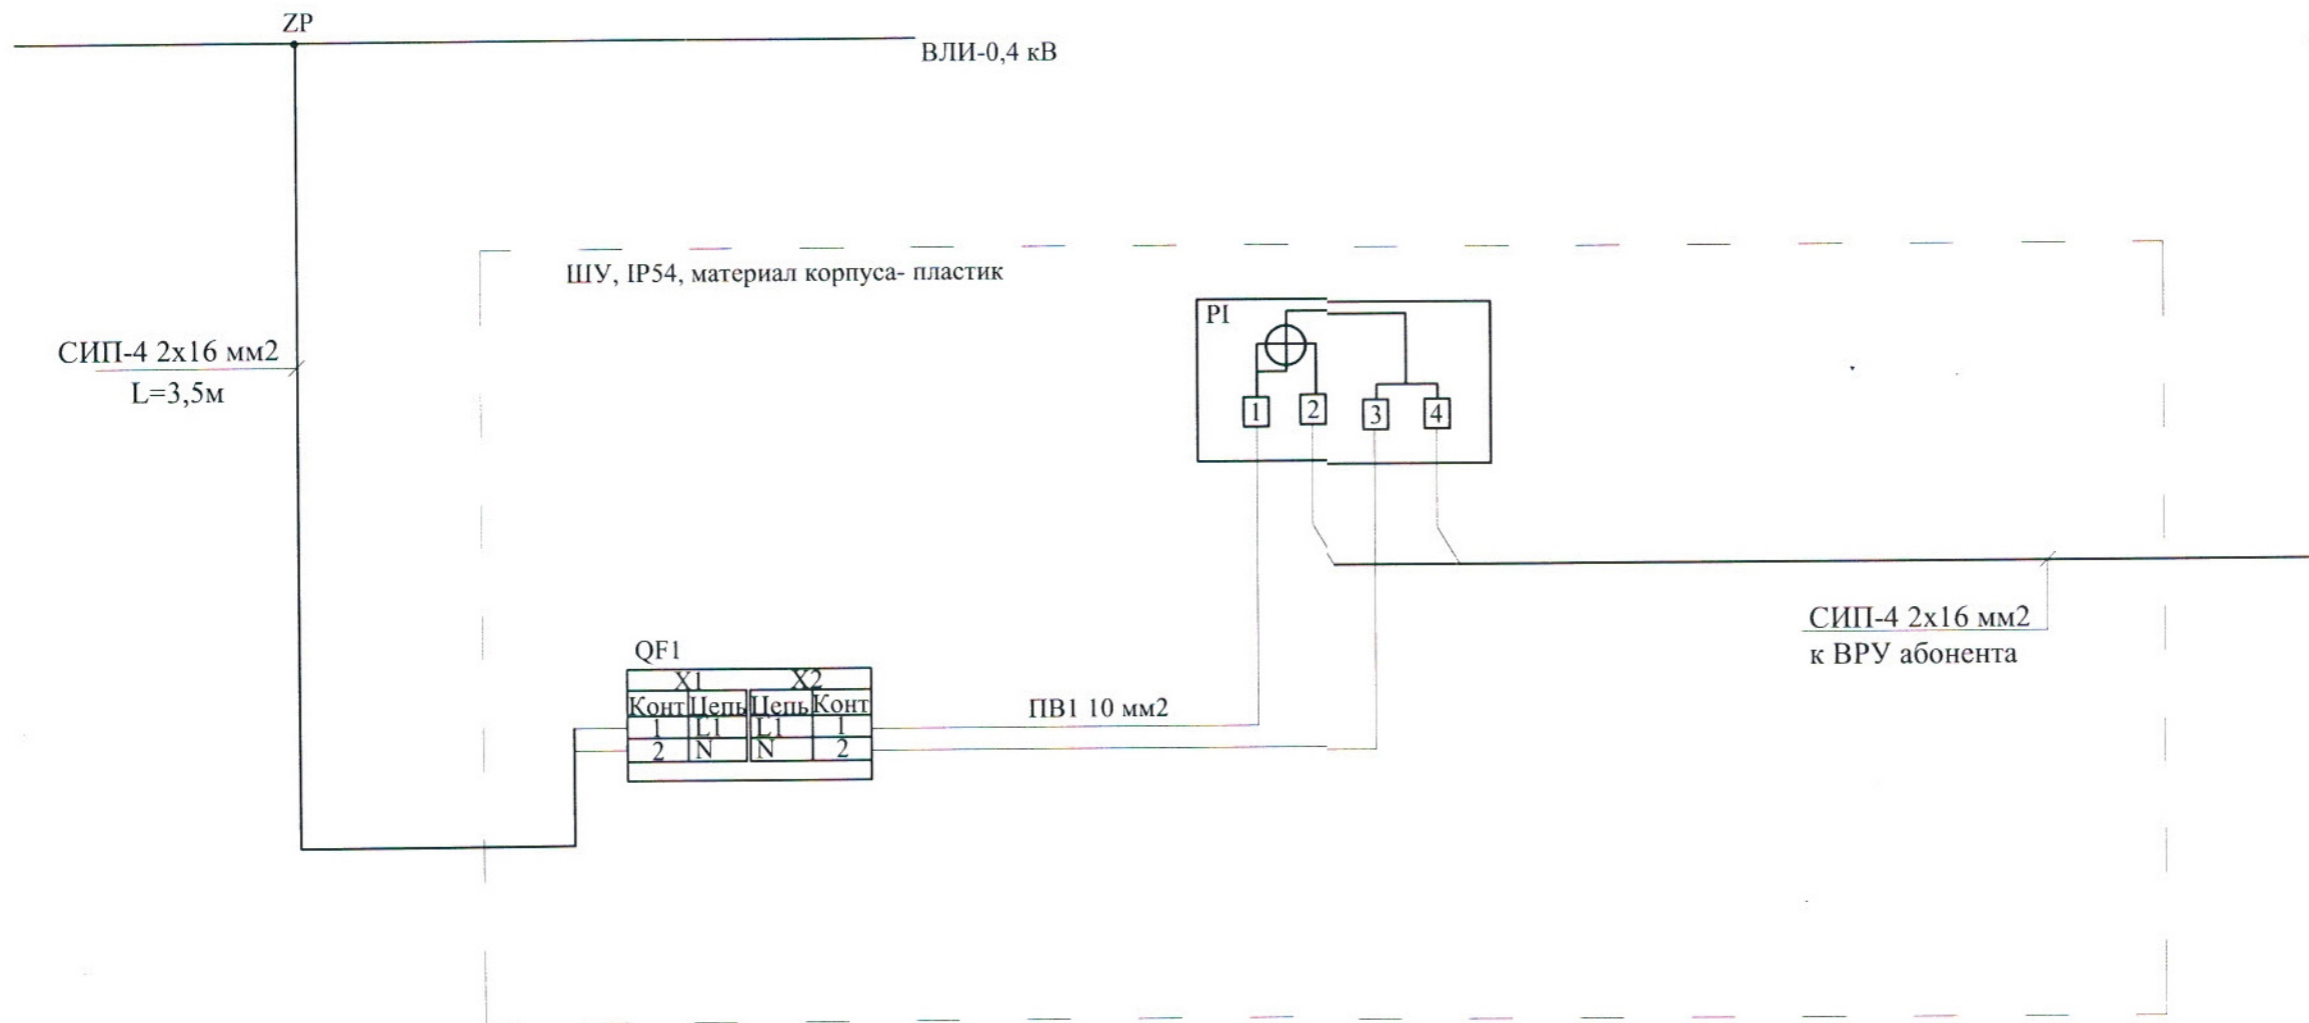 ZP
ВЛИ-0,4 кВ
ШУ, IP54, материал корпуса- пластик
PI
СИП-4 2х16 мм2
L=3,5м
1 2 3 4
СИП-4 2х16 мм2
к ВРУ абонента
QF1
X1 X2
Конт Цепь Цепь Конт
1 L1 L1 1
2 N N 2
ПВ1 10 мм2